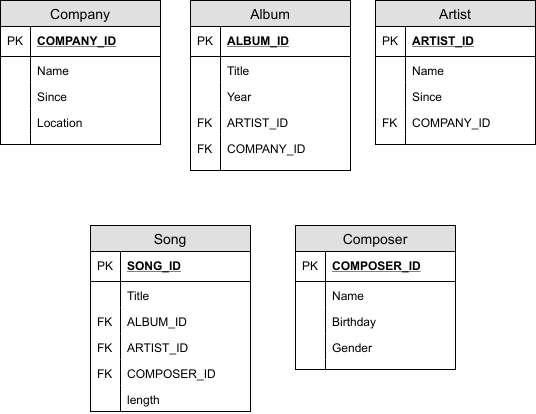 Company
PK COMPANY_ID
Name
Since
Location
Album
PK ALBUM_ID
Title
Year
FK ARTIST_ID
FK COMPANY_ID
Artist
PK ARTIST_ID
Name
Since
FK COMPANY_ID
Song
PK SONG_ID
Title
FK ALBUM_ID
FK ARTIST_ID
FK COMPOSER_ID
length
Composer
PK COMPOSER_ID
Name
Birthday
Gender